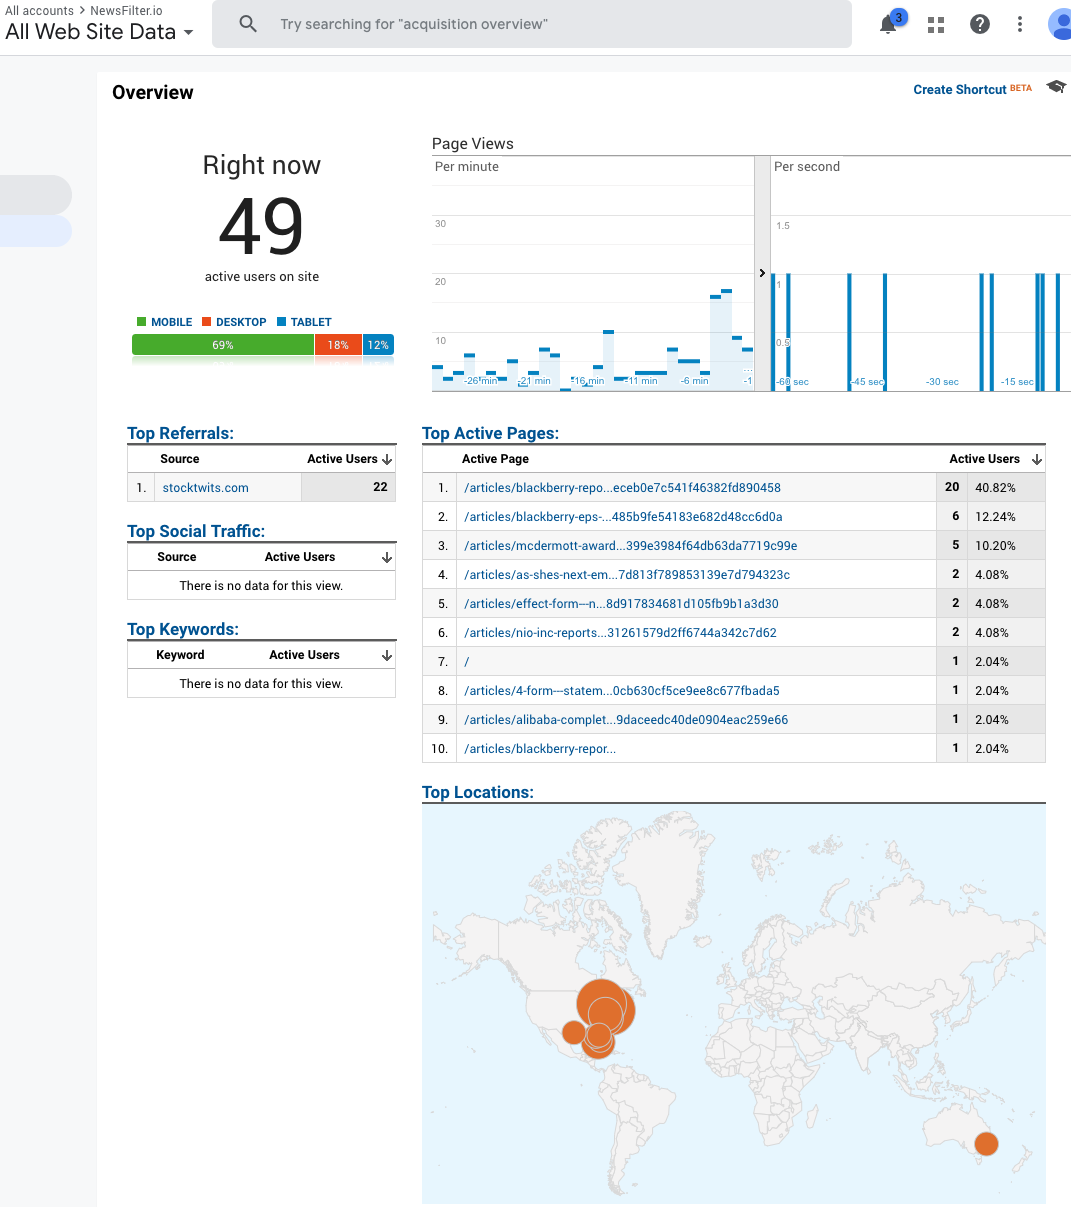 All accounts > NewsFilter.io
All Web Site Data
Try searching for "acquisition overview"
3
Overview
Create Shortcut BETA
Right now
49
active users on site
MOBILE DESKTOP TABLET
69% 18% 12%
Page Views
Per minute
30
20
10
-26 min -21 min -16 min -11 min -6 min -1
...
Per second
1.5
1
0.5
-60 sec -45 sec -30 sec -15 sec
Top Referrals:
Source Active Users
1. stocktwits.com 22
Top Social Traffic:
Source Active Users
There is no data for this view.
Top Keywords:
Keyword Active Users
There is no data for this view.
Top Active Pages:
Active Page Active Users
1. /articles/blackberry-repo...eceb0e7c541f46382fd890458 20 40.82%
2. /articles/blackberry-eps-...485b9fe54183e682d48cc6d0a 6 12.24%
3. /articles/mcdermott-award...399e3984f64db63da7719c99e 5 10.20%
4. /articles/as-shes-next-em...7d813f789853139e7d794323c 2 4.08%
5. /articles/effect-form---n...8d917834681d105fb9b1a3d30 2 4.08%
6. /articles/nio-inc-reports...31261579d2ff6744a342c7d62 2 4.08%
7. / 1 2.04%
8. /articles/4-form---statem...0cb630cf5ce9ee8c677fbada5 1 2.04%
9. /articles/alibaba-complet...9daceedc40de0904eac259e66 1 2.04%
10. /articles/blackberry-repor... 1 2.04%
Top Locations: